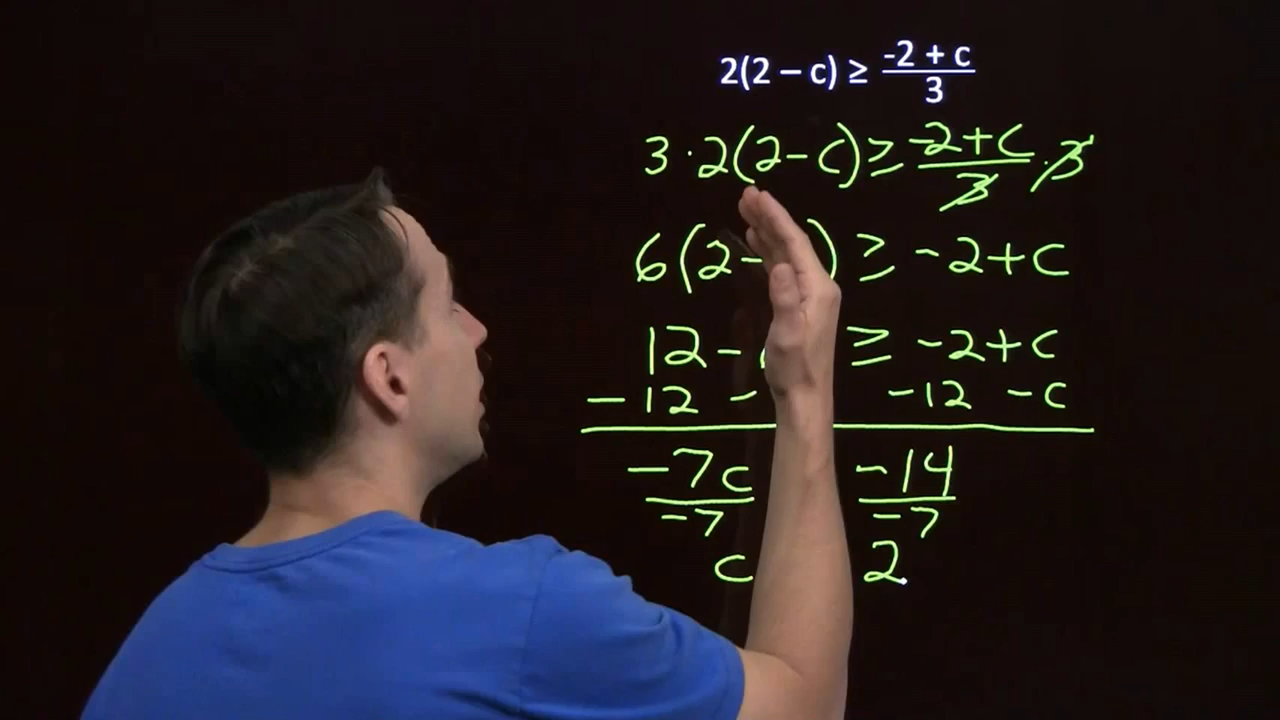 2(2 – c) ≥ -2 + c / 3
3 · 2(2 – c) ≥ -2 + c / 3 · 3
6(2 – ) ≥ -2 + c
12 – ≥ -2 + c
– 12 – -12 – c
-7c / -7 -14 / -7
c 2